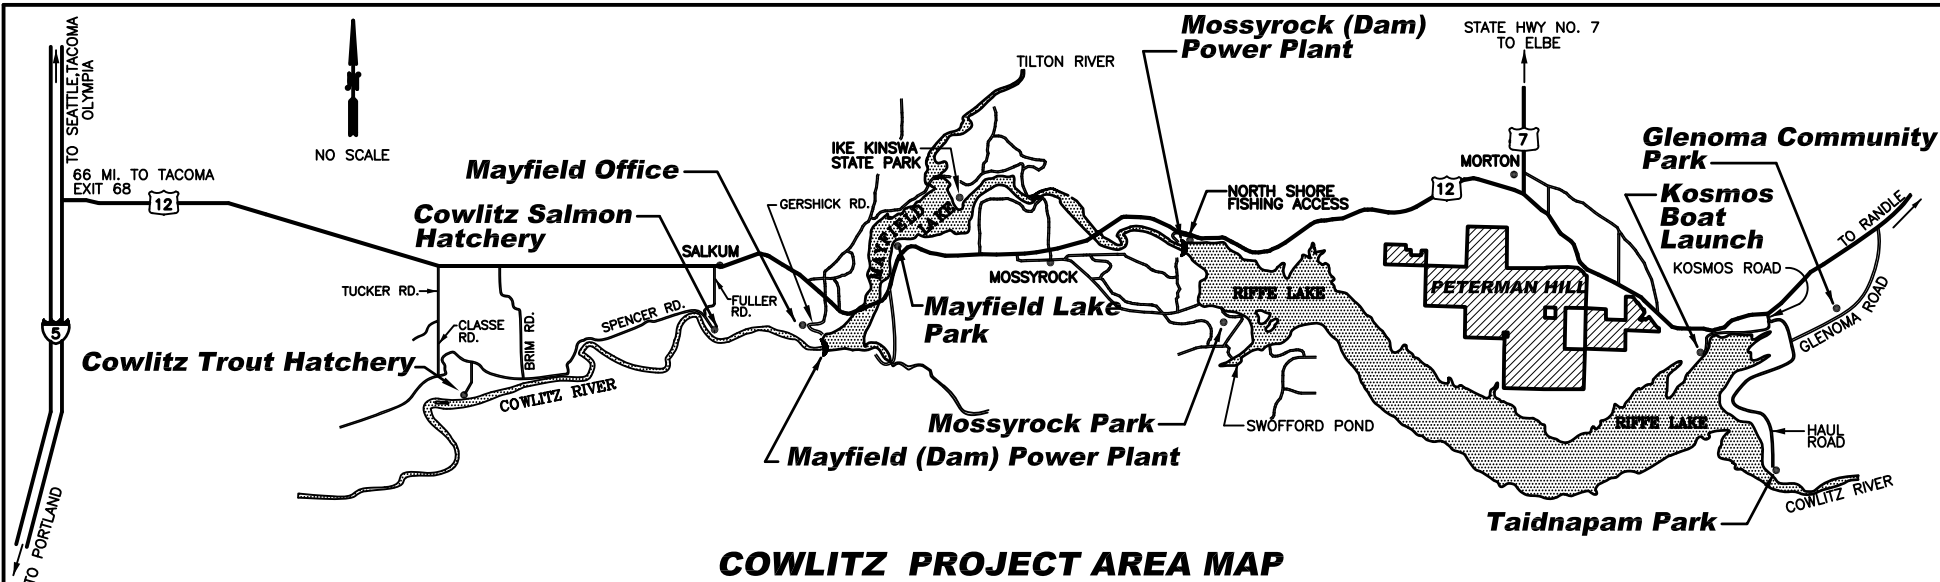 TO SEATTLE,TACOMA
OLYMPIA
NO SCALE
66 MI. TO TACOMA
EXIT 68
12
5
TO PORTLAND
Mayfield Office
Cowlitz Salmon
Hatchery
Cowlitz Trout Hatchery
TUCKER RD.
CLASSE
RD.
BRIM RD.
SPENCER RD.
COWLITZ RIVER
SALKUM
FULLER
RD.
GERSHICK RD.
IKE KINSWA
STATE PARK
TILTON RIVER
MAYFIELD
LAKE
Mossyrock (Dam)
Power Plant
NORTH SHORE
FISHING ACCESS
MOSSYROCK
Mayfield Lake
Park
Mossyrock Park
Mayfield (Dam) Power Plant
SWOFFORD POND
RIFFE LAKE
STATE HWY NO. 7
TO ELBE
7
MORTON
12
PETERMAN HILL
Glenoma Community
Park
Kosmos
Boat
Launch
KOSMOS ROAD
TO RANDLE
GLENOMA ROAD
RIFFE LAKE
HAUL
ROAD
COWLITZ RIVER
Taidnapam Park
COWLITZ PROJECT AREA MAP